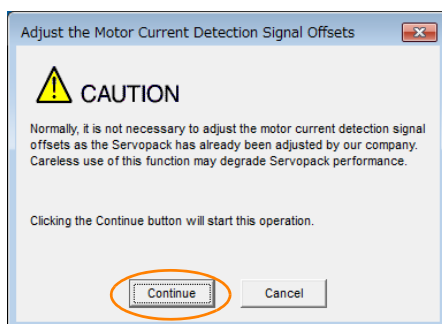 Adjust the Motor Current Detection Signal Offsets
CAUTION
Normally, it is not necessary to adjust the motor current detection signal
offsets as the Servopack has already been adjusted by our company.
Careless use of this function may degrade Servopack performance.
Clicking the Continue button will start this operation.
Continue Cancel